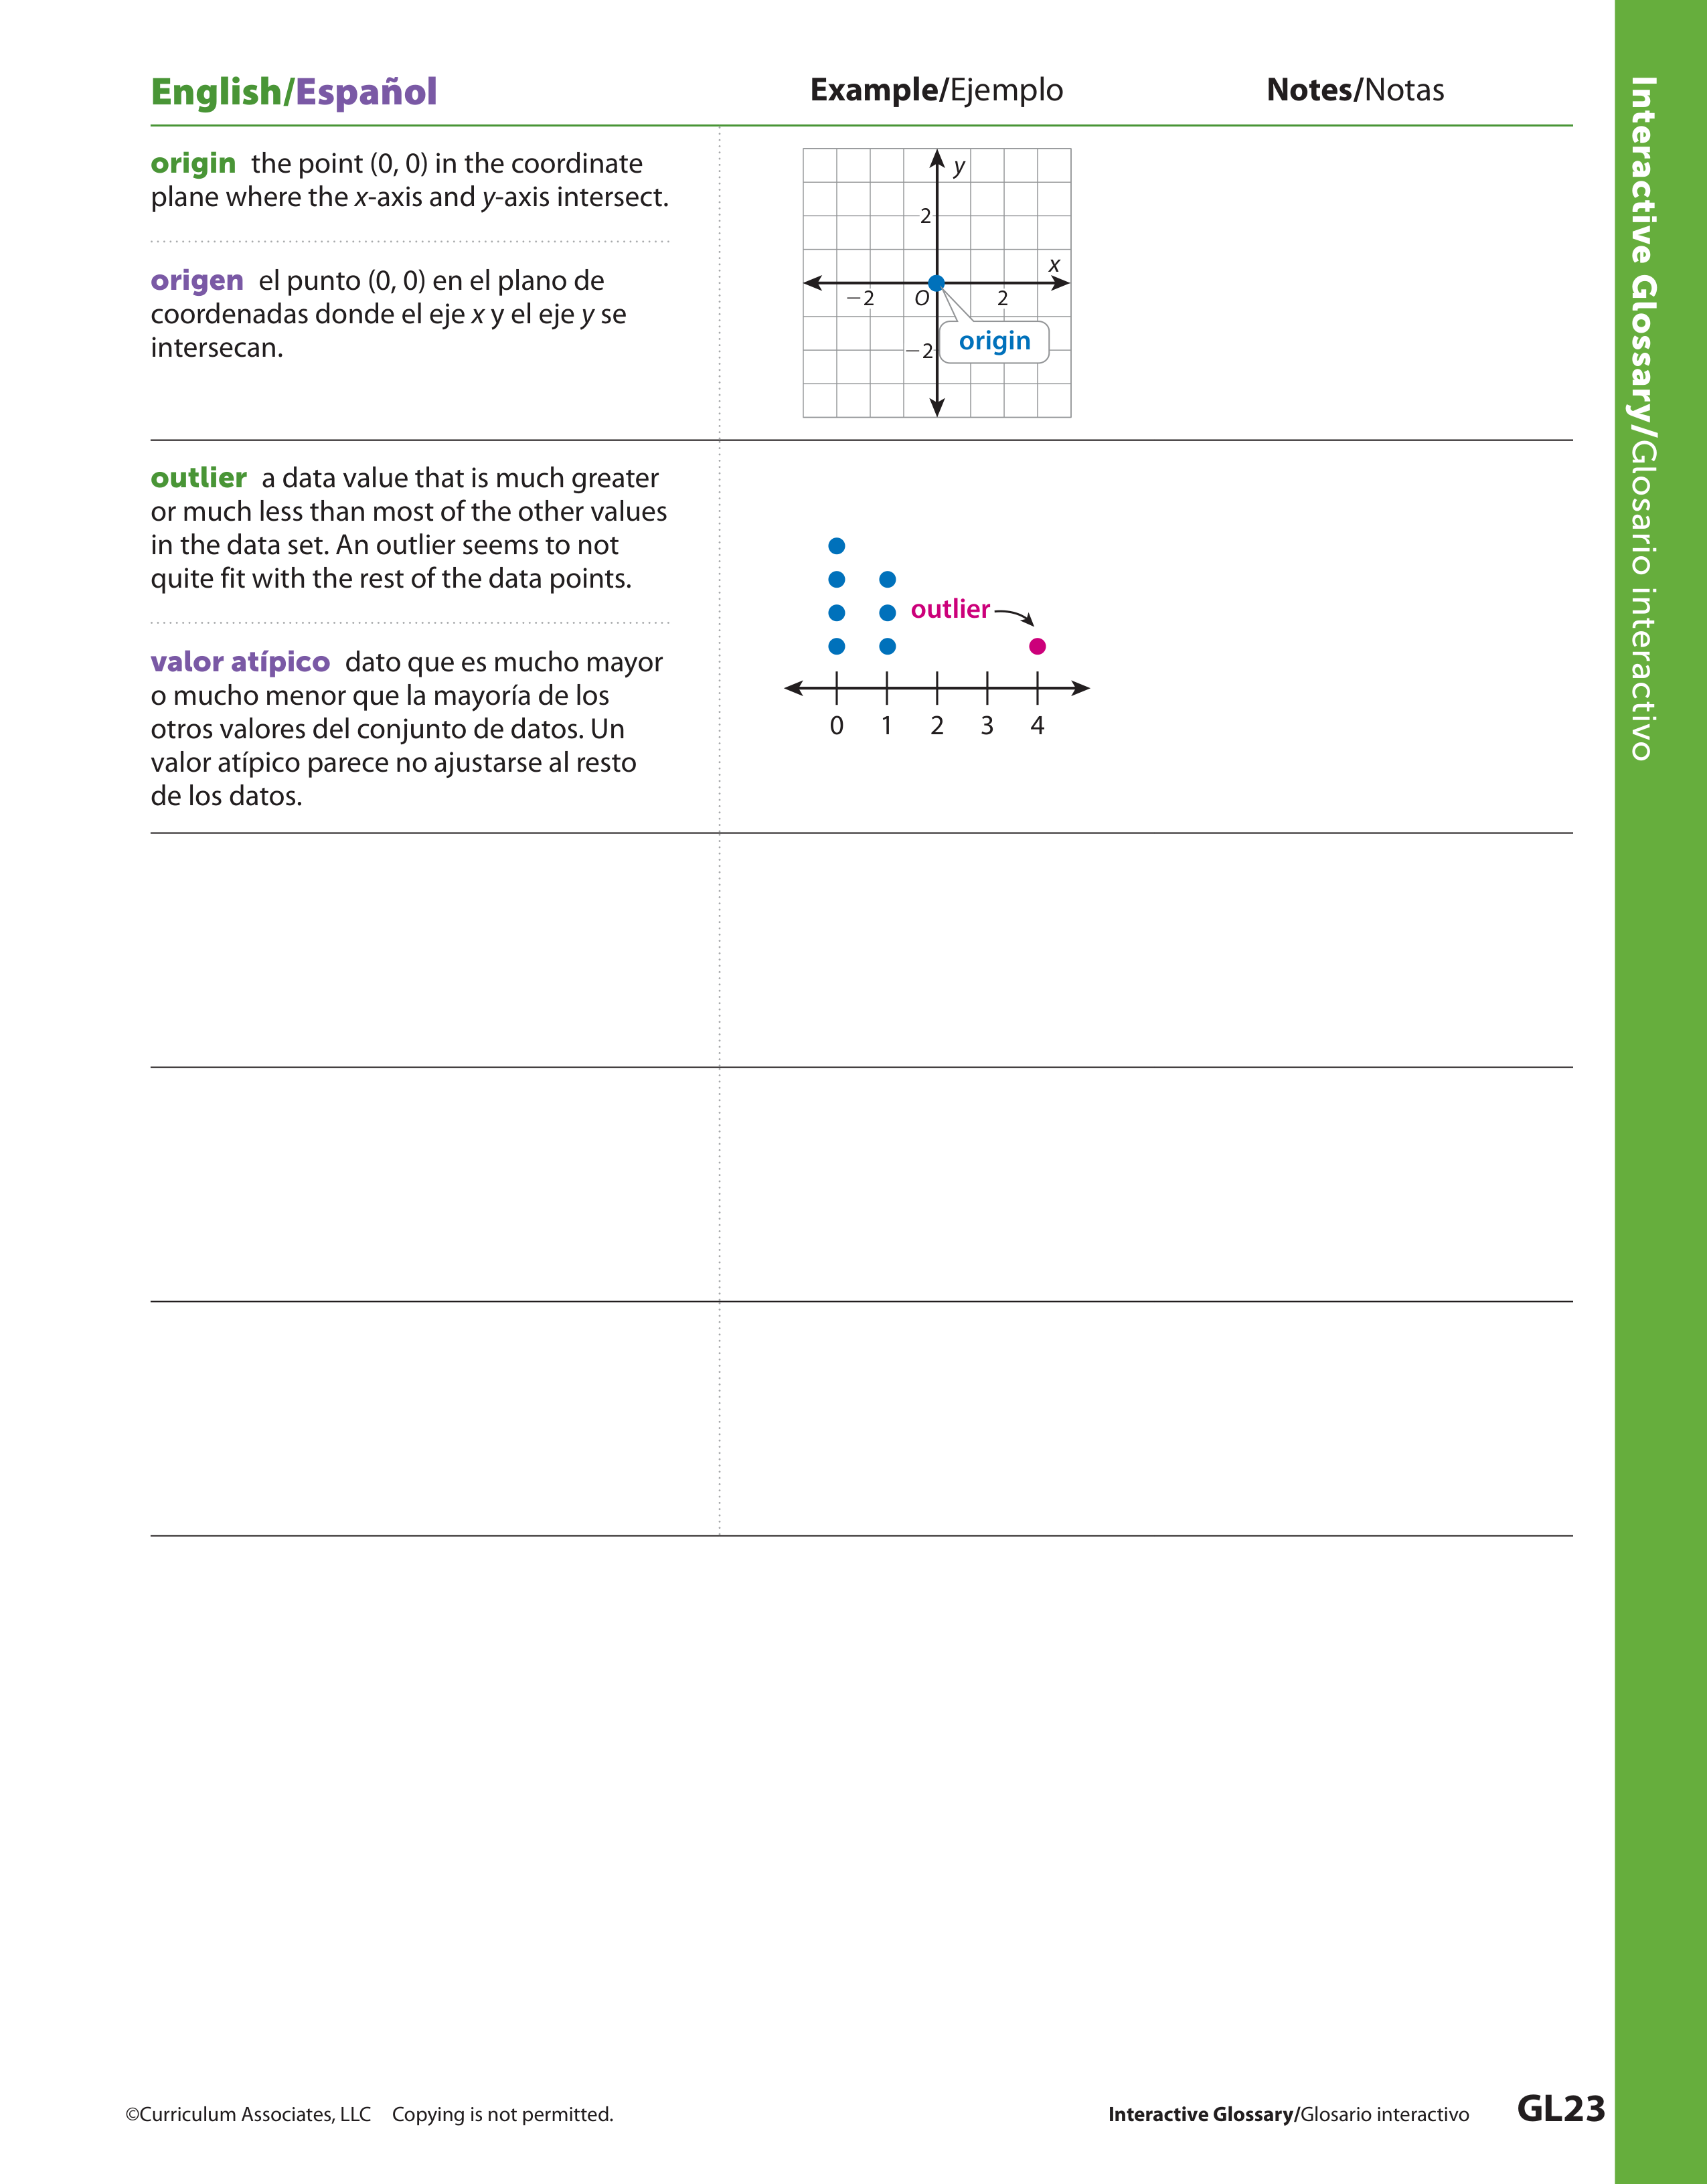 English/Español
Example/Ejemplo
Notes/Notas
origin the point (0, 0) in the coordinate
plane where the x-axis and y-axis intersect.
origen el punto (0, 0) en el plano de
coordenadas donde el eje x y el eje y se
intersecan.
y
2
x
−2 O 2
origin
−2
outlier a data value that is much greater
or much less than most of the other values
in the data set. An outlier seems to not
quite fit with the rest of the data points.
valor atípico dato que es mucho mayor
o mucho menor que la mayoría de los
otros valores del conjunto de datos. Un
valor atípico parece no ajustarse al resto
de los datos.
outlier
0 1 2 3 4
Interactive Glossary/Glosario interactivo
©Curriculum Associates, LLC Copying is not permitted.
Interactive Glossary/Glosario interactivo
GL23